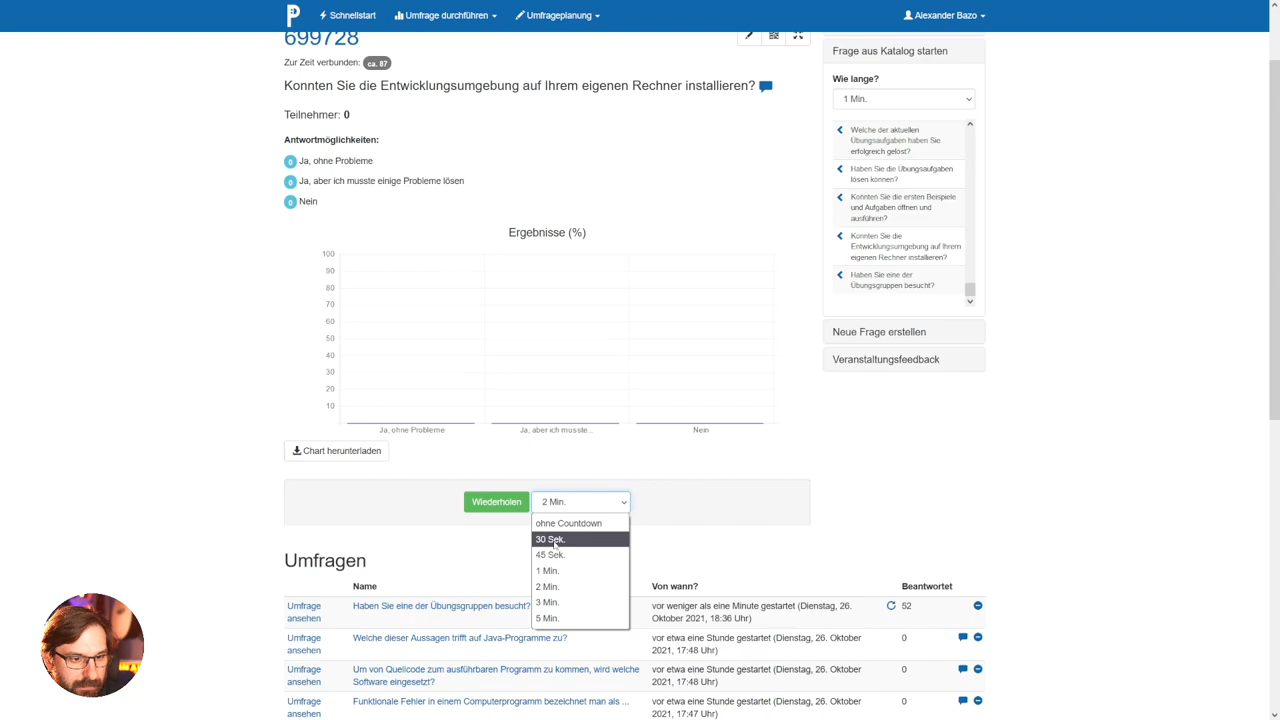 P Schnellstart Umfrage durchführen Umfrageplanung Alexander Bazo
699728
Zur Zeit verbunden: ca. 87
Konnten Sie die Entwicklungsumgebung auf Ihrem eigenen Rechner installieren?
Teilnehmer: 0
Antwortmöglichkeiten:
0 Ja, ohne Probleme
0 Ja, aber ich musste einige Probleme lösen
0 Nein
Ergebnisse (%)
100
90
80
70
60
50
40
30
20
10
Ja, ohne Probleme Ja, aber ich musste... Nein
Chart herunterladen
Wiederholen 2 Min.
ohne Countdown
30 Sek.
45 Sek.
1 Min.
2 Min.
3 Min.
5 Min.
Frage aus Katalog starten
Wie lange?
1 Min.
Welche der aktuellen
Übungsaufgaben haben Sie
erfolgreich gelöst?
Haben Sie die Übungsaufgaben
lösen können?
Konnten Sie die ersten Beispiele
und Aufgaben öffnen und
ausführen?
Konnten Sie die
Entwicklungsumgebung auf Ihrem
eigenen Rechner installieren?
Haben Sie eine der
Übungsgruppen besucht?
Neue Frage erstellen
Veranstaltungsfeedback
Umfragen
Name Von wann? Beantwortet
Umfrage Haben Sie eine der Übungsgruppen besucht? vor weniger als eine Minute gestartet (Dienstag, 26. 52
ansehen Oktober 2021, 18:36 Uhr)
Umfrage Welche dieser Aussagen trifft auf Java-Programme zu? vor etwa eine Stunde gestartet (Dienstag, 26. Oktober 0
ansehen 2021, 17:48 Uhr)
Umfrage Um von Quellcode zum ausführbaren Programm zu kommen, wird welche vor etwa eine Stunde gestartet (Dienstag, 26. Oktober 0
ansehen Software eingesetzt? 2021, 17:48 Uhr)
Umfrage Funktionale Fehler in einem Computerprogramm bezeichnet man als ... vor etwa eine Stunde gestartet (Dienstag, 26. Oktober 0
ansehen 2021, 17:47 Uhr)